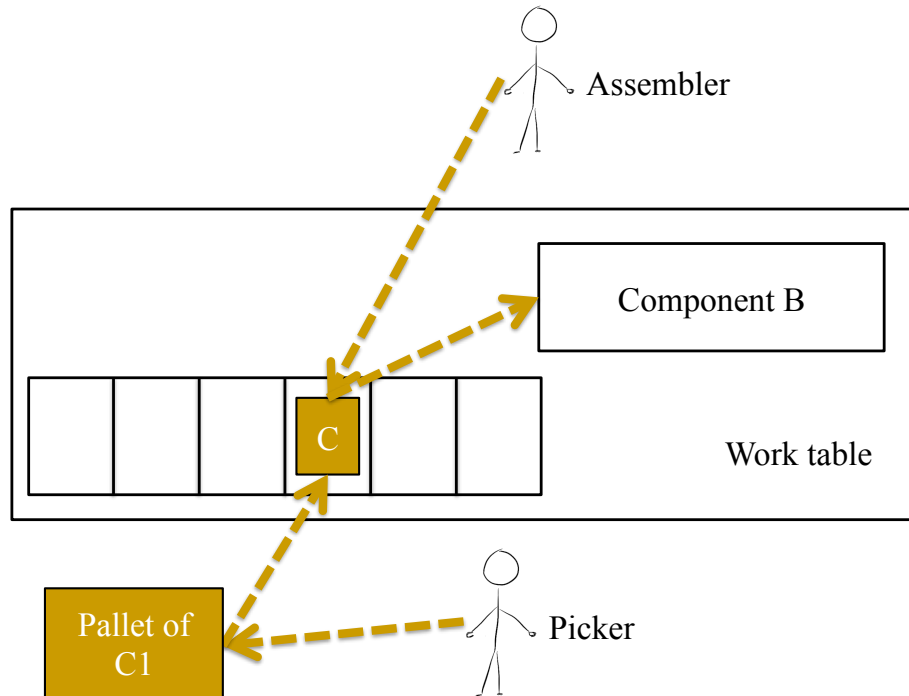 Assembler
Component B
C
Work table
Pallet of
C1
Picker